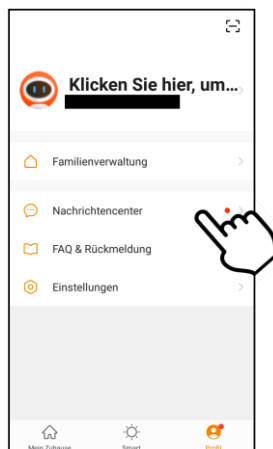 Klicken Sie hier, um...
Familienverwaltung
Nachrichtencenter
FAQ & Rückmeldung
Einstellungen
Mein Zuhause
Smart
Profil